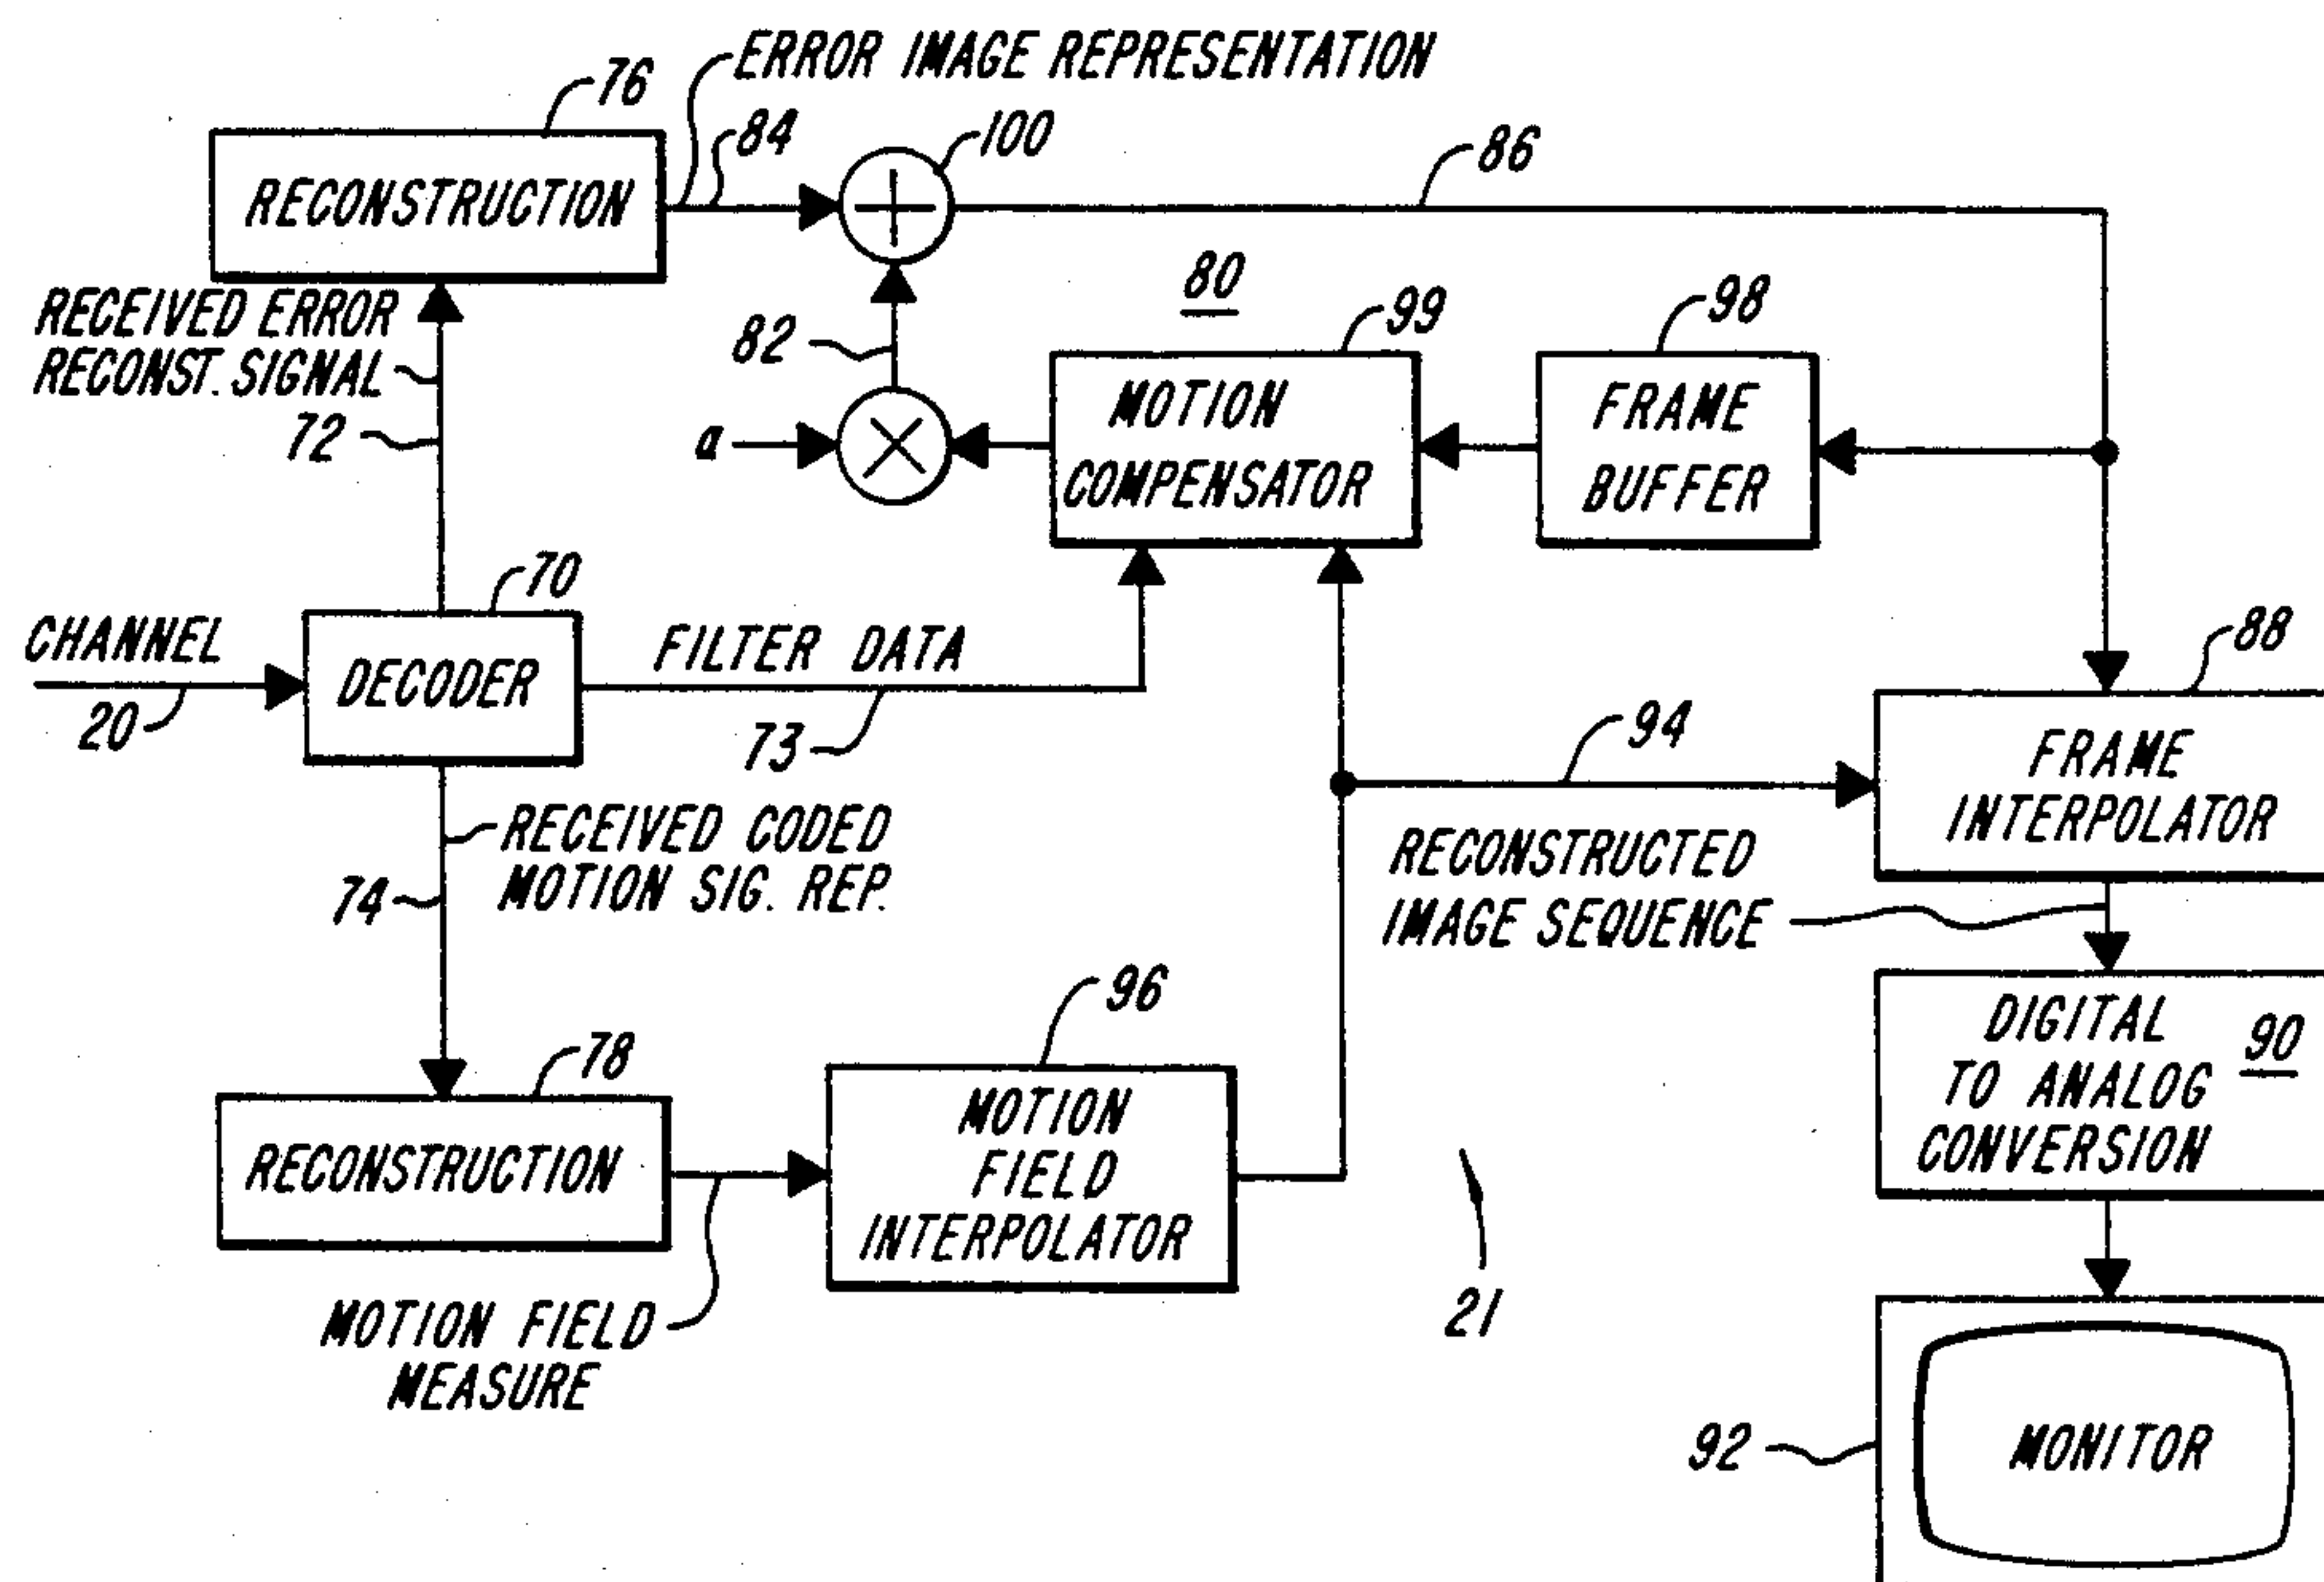 ERROR IMAGE REPRESENTATION
76
84
100
86
RECONSTRUCTION
80
RECEIVED ERROR
RECONST. SIGNAL
72
82
99
98
a
MOTION
COMPENSATOR
FRAME
BUFFER
70
CHANNEL
20
DECODER
FILTER DATA
73
88
94
FRAME
INTERPOLATOR
RECEIVED CODED
MOTION SIG. REP.
74
RECONSTRUCTED
IMAGE SEQUENCE
96
78
DIGITAL
TO ANALOG
CONVERSION
90
RECONSTRUCTION
MOTION
FIELD
INTERPOLATOR
MOTION FIELD
MEASURE
21
92
MONITOR